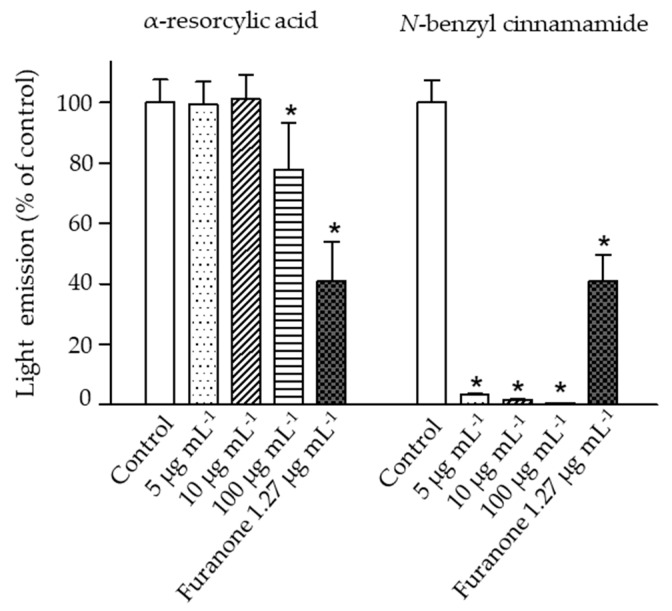 α-resorcylic acid
N-benzyl cinnamamide
Light emission (% of control)
100
80
60
40
20
0
*
*
*
*
*
*
Control
5 µg mL-1
10 µg mL-1
100 µg mL-1
Furanone 1.27 µg mL-1
Control
5 µg mL-1
10 µg mL-1
100 µg mL-1
Furanone 1.27 µg mL-1